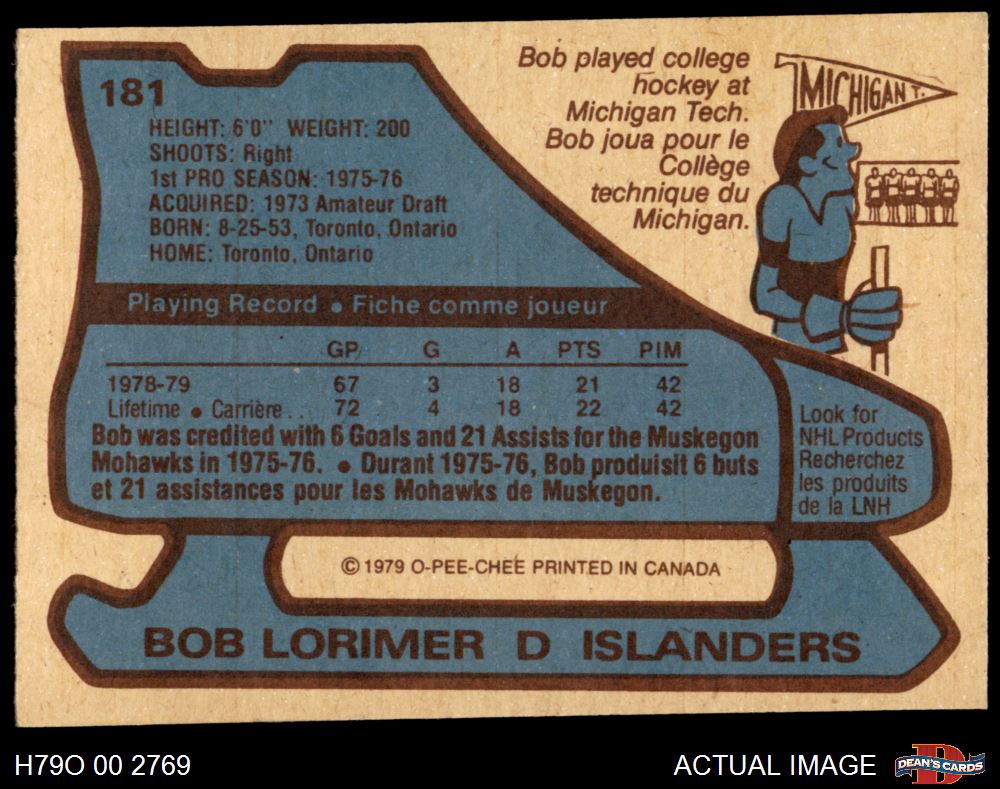 181
HEIGHT: 6'0" WEIGHT: 200
SHOOTS: Right
1st PRO SEASON: 1975-76
ACQUIRED: 1973 Amateur Draft
BORN: 8-25-53, Toronto, Ontario
HOME: Toronto, Ontario
Bob played college
hockey at
Michigan Tech.
Bob joua pour le
Collège
technique du
Michigan.
MICHIGAN T.
Playing Record • Fiche comme joueur
GP G A PTS PIM
1978-79 67 3 18 21 42
Lifetime • Carrière . . 72 4 18 22 42
Bob was credited with 6 Goals and 21 Assists for the Muskegon
Mohawks in 1975-76. • Durant 1975-76, Bob produisit 6 buts
et 21 assistances pour les Mohawks de Muskegon.
Look for
NHL Products
Recherchez
les produits
de la LNH
© 1979 O-PEE-CHEE PRINTED IN CANADA
BOB LORIMER D ISLANDERS
H79O 00 2769
ACTUAL IMAGE
D
DEAN'S CARDS